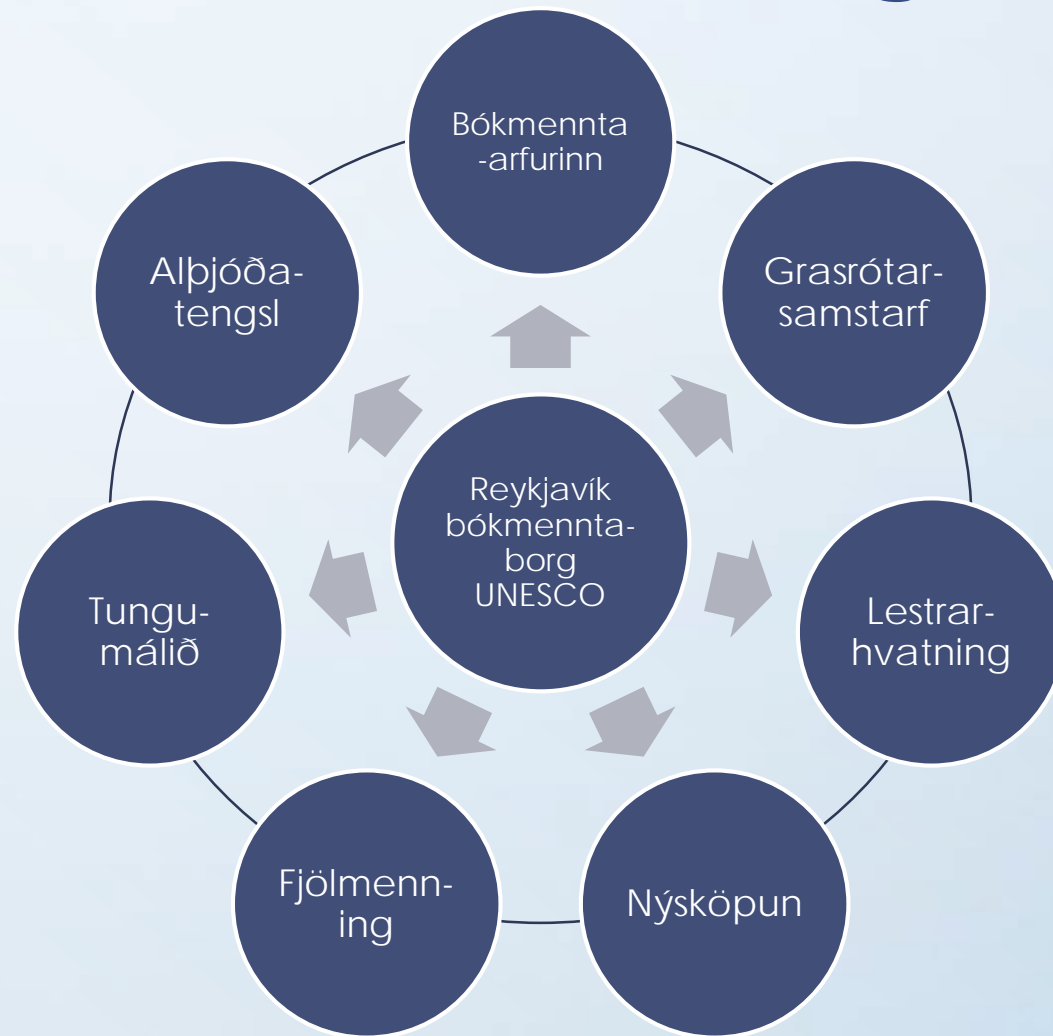 Bókmennta
-arfurinn
Grasrótar-
samstarf
Lestrar-
hvatning
Nýsköpun
Fjölmenn-
ing
Tungu-
málið
Alþjóða-
tengsl
Reykjavík
bókmennta-
borg
UNESCO